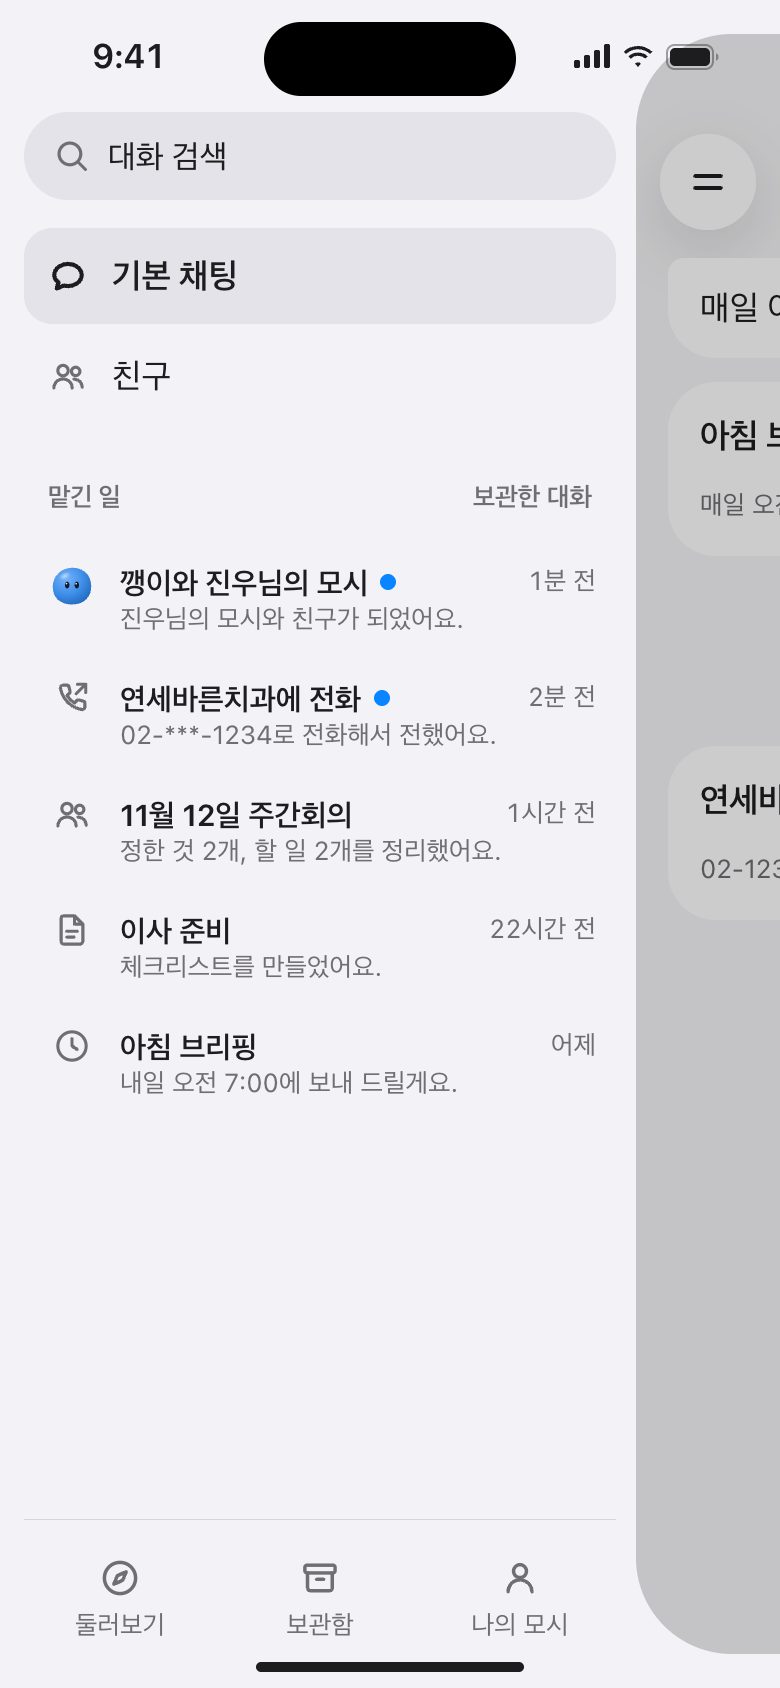 9:41
대화 검색
기본 채팅
친구
맡긴 일
보관한 대화
깽이와 진우님의 모시
1분 전
진우님의 모시와 친구가 되었어요.
연세바른치과에 전화
2분 전
02-***-1234로 전화해서 전했어요.
11월 12일 주간회의
1시간 전
정한 것 2개, 할 일 2개를 정리했어요.
이사 준비
22시간 전
체크리스트를 만들었어요.
아침 브리핑
어제
내일 오전 7:00에 보내 드릴게요.
둘러보기
보관함
나의 모시
매일
아침
매일
연세바
02-123